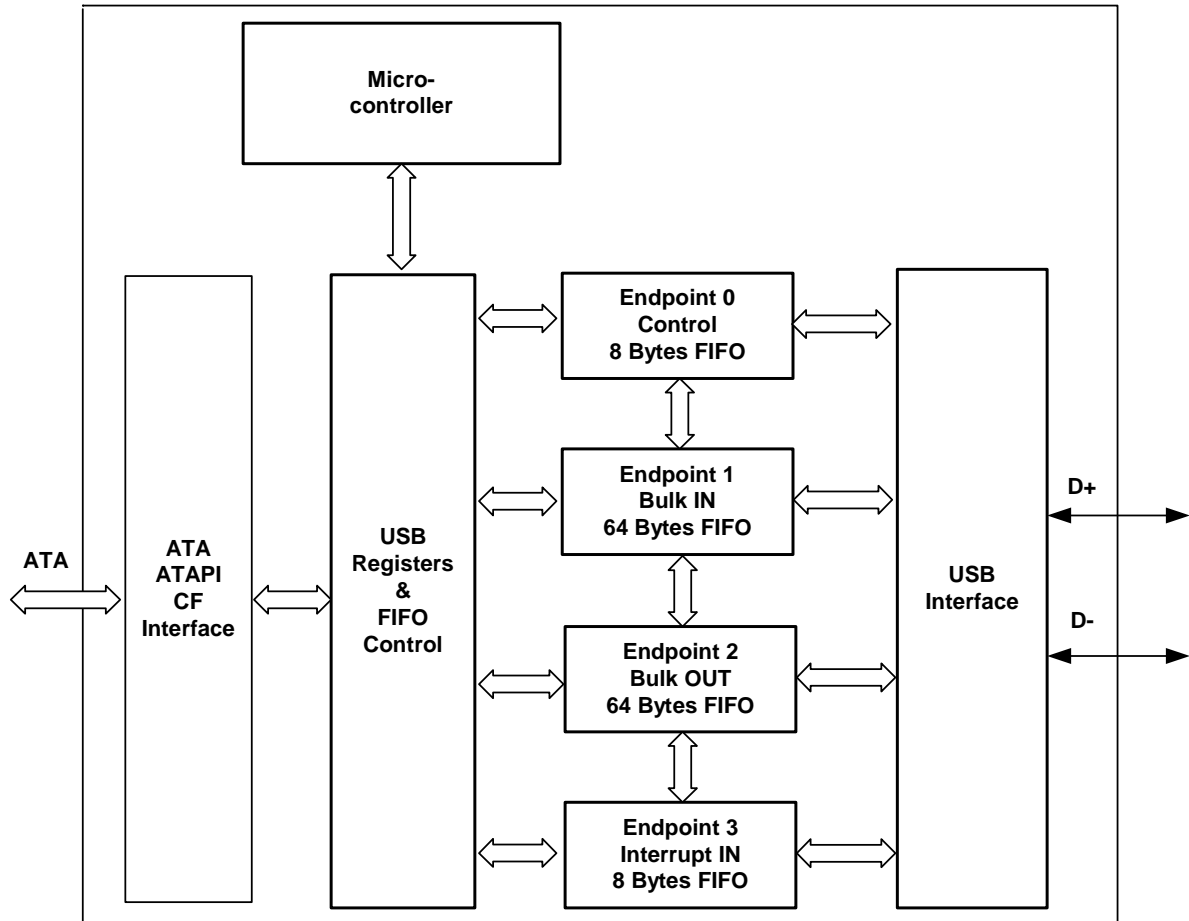 Micro-
controller
Endpoint 0
Control
8 Bytes FIFO
Endpoint 1
Bulk IN
64 Bytes FIFO
D+
ATA
ATA
ATAPI
CF
Interface
USB
Registers
&
FIFO
Control
USB
Interface
D-
Endpoint 2
Bulk OUT
64 Bytes FIFO
Endpoint 3
Interrupt IN
8 Bytes FIFO